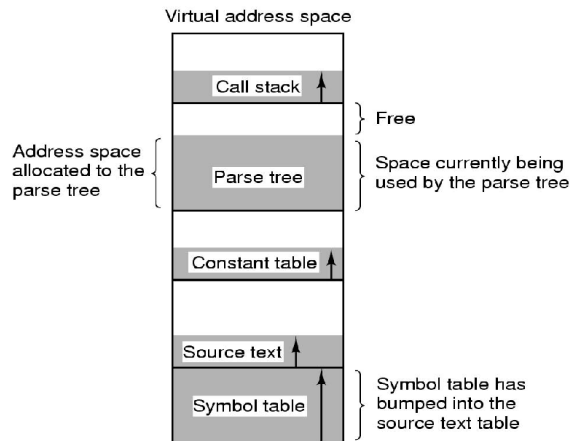 Virtual address space
Call stack
Free
Address space
allocated to the
parse tree
Parse tree
Space currently being
used by the parse tree
Constant table
Source text
Symbol table
Symbol table has
bumped into the
source text table